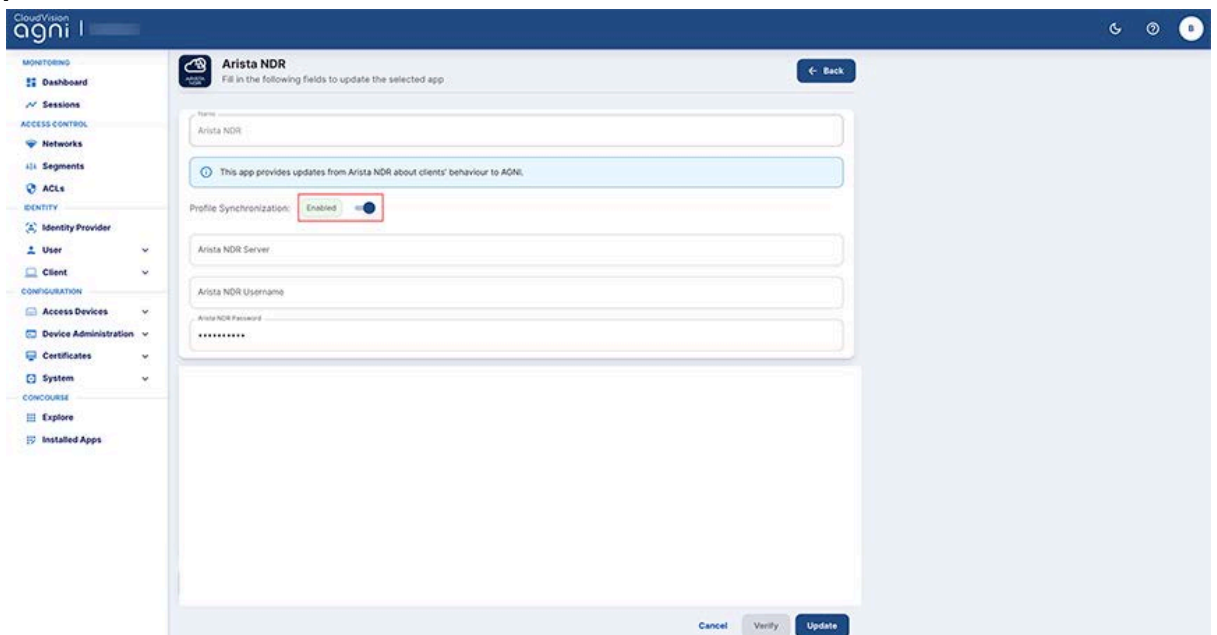 CloudVision
agni |
B
MONITORING
Dashboard
Sessions
ACCESS CONTROL
Networks
Segments
ACLs
IDENTITY
Identity Provider
User
Client
CONFIGURATION
Access Devices
Device Administration
Certificates
System
CONCOURSE
Explore
Installed Apps
ARISTA
NDR
Arista NDR
Fill in the following fields to update the selected app
← Back
Name
Arista NDR
This app provides updates from Arista NDR about clients' behaviour to AGNI.
Profile Synchronization: Enabled
Arista NDR Server
Arista NDR Username
Arista NDR Password
••••••••••
Cancel Verify Update